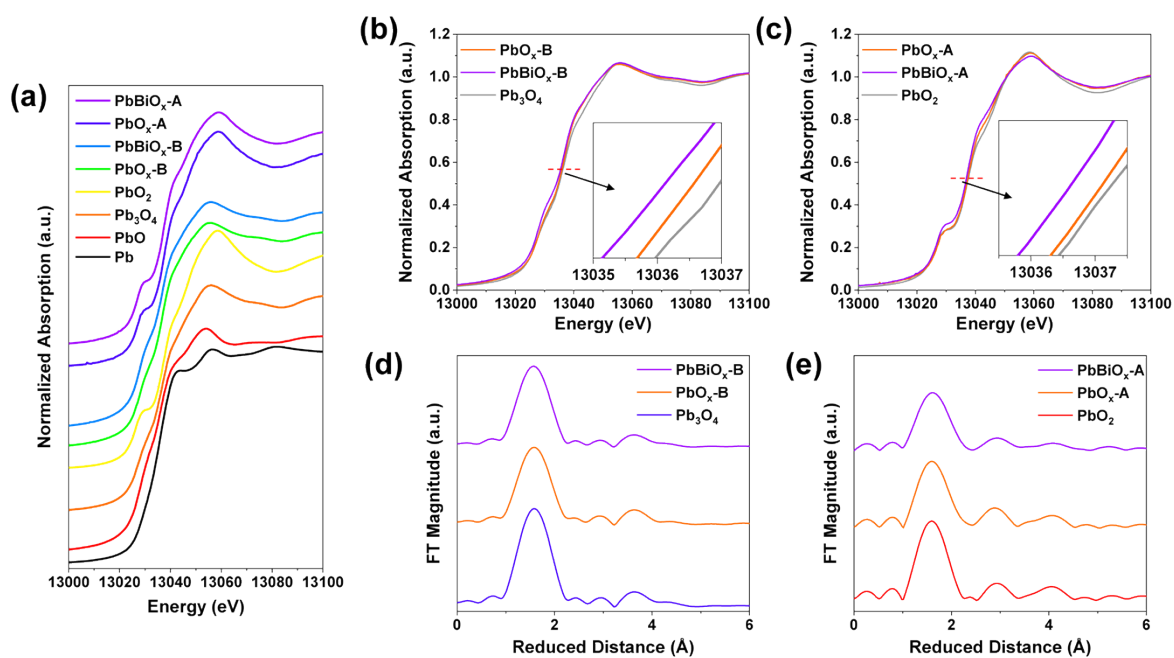 (a)
PbBiOₓ-A
PbOₓ-A
PbBiOₓ-B
PbOₓ-B
PbO₂
Pb₃O₄
PbO
Pb
Normalized Absorption (a.u.)
13000 13020 13040 13060 13080 13100
Energy (eV)
(b)
PbOₓ-B
PbBiOₓ-B
Pb₃O₄
1.2
1.0
0.8
0.6
0.4
0.2
0.0
Normalized Absorption (a.u.)
13035 13036 13037
13000 13020 13040 13060 13080 13100
Energy (eV)
(c)
PbOₓ-A
PbBiOₓ-A
PbO₂
1.2
1.0
0.8
0.6
0.4
0.2
0.0
Normalized Absorption (a.u.)
13036 13037
13000 13020 13040 13060 13080 13100
Energy (eV)
(d)
PbBiOₓ-B
PbOₓ-B
Pb₃O₄
FT Magnitude (a.u.)
0 2 4 6
Reduced Distance (Å)
(e)
PbBiOₓ-A
PbOₓ-A
PbO₂
FT Magnitude (a.u.)
0 2 4 6
Reduced Distance (Å)